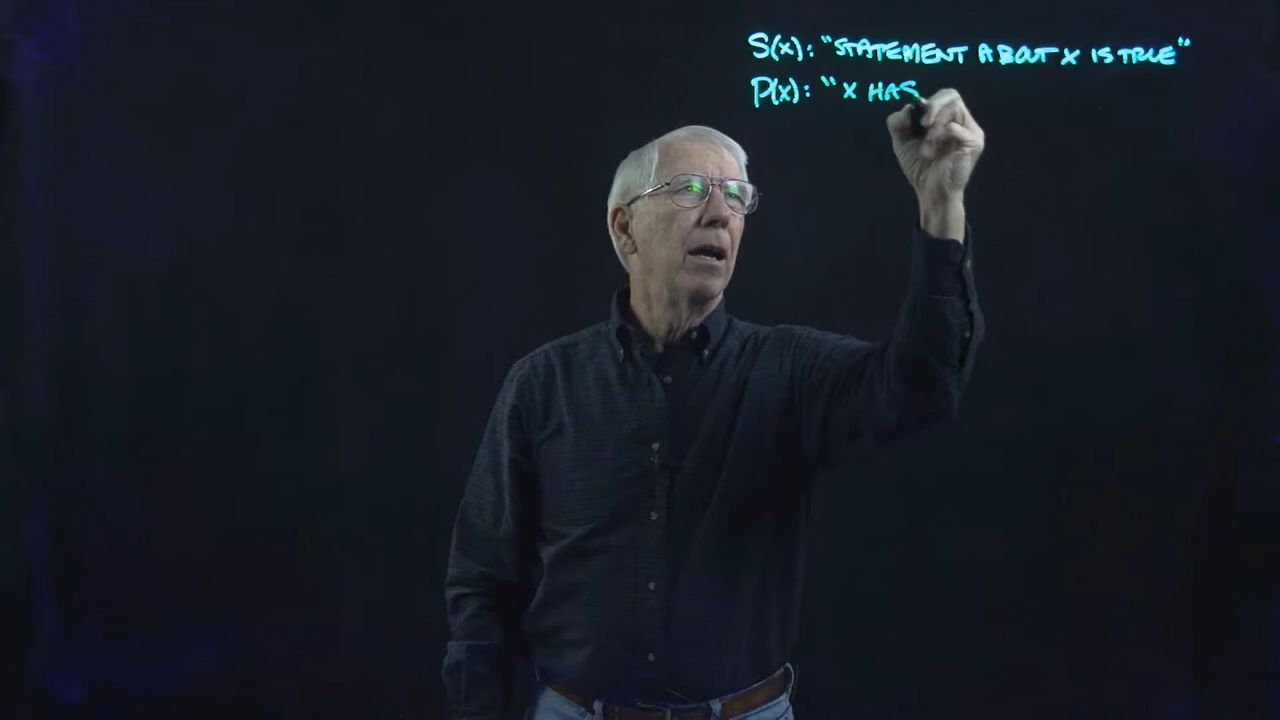 S(x): "STATEMENT ABOUT X IS TRUE"
P(x): "X HAS